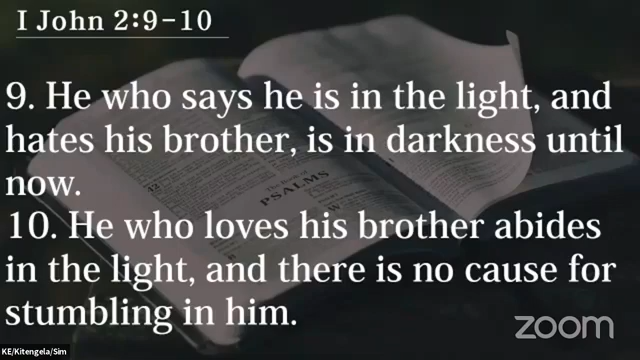 I John 2:9-10
9. He who says he is in the light, and
hates his brother, is in darkness until
now.
10. He who loves his brother abides
in the light, and there is no cause for
stumbling in him.
PSALMS
zoom
KE/Kitengela/Sim